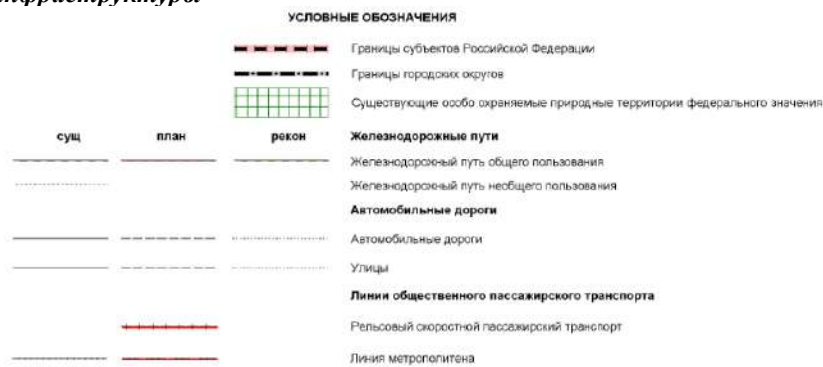 инфраструктуры
УСЛОВНЫЕ ОБОЗНАЧЕНИЯ
Границы субъектов Российской Федерации
Границы городских округов
Существующие особо охраняемые природные территории федерального значения
сущ план рекон Железнодорожные пути
Железнодорожный путь общего пользования
Железнодорожный путь необщего пользования
Автомобильные дороги
Автомобильные дороги
Улицы
Линии общественного пассажирского транспорта
Рельсовый скоростной пассажирский транспорт
Линия метрополитена